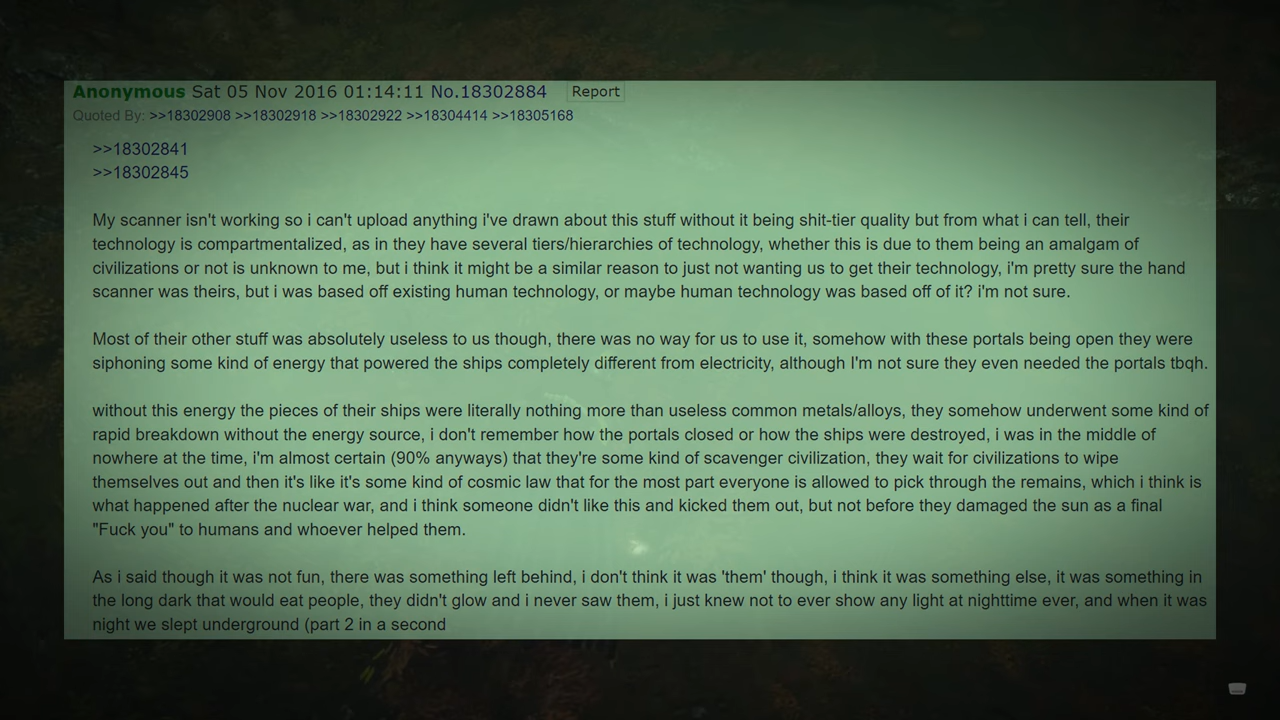 Anonymous Sat 05 Nov 2016 01:14:11 No.18302884 Report
Quoted By: >>18302908 >>18302918 >>18302922 >>18304414 >>18305168
>>18302841
>>18302845
My scanner isn't working so i can't upload anything i've drawn about this stuff without it being shit-tier quality but from what i can tell, their
technology is compartmentalized, as in they have several tiers/hierarchies of technology, whether this is due to them being an amalgam of
civilizations or not is unknown to me, but i think it might be a similar reason to just not wanting us to get their technology, i'm pretty sure the hand
scanner was theirs, but i was based off existing human technology, or maybe human technology was based off of it? i'm not sure.
Most of their other stuff was absolutely useless to us though, there was no way for us to use it, somehow with these portals being open they were
siphoning some kind of energy that powered the ships completely different from electricity, although I'm not sure they even needed the portals tbqh.
without this energy the pieces of their ships were literally nothing more than useless common metals/alloys, they somehow underwent some kind of
rapid breakdown without the energy source, i don't remember how the portals closed or how the ships were destroyed, i was in the middle of
nowhere at the time, i'm almost certain (90% anyways) that they're some kind of scavenger civilization, they wait for civilizations to wipe
themselves out and then it's like it's some kind of cosmic law that for the most part everyone is allowed to pick through the remains, which i think is
what happened after the nuclear war, and i think someone didn't like this and kicked them out, but not before they damaged the sun as a final
"Fuck you" to humans and whoever helped them.
As i said though it was not fun, there was something left behind, i don't think it was 'them' though, i think it was something else, it was something in
the long dark that would eat people, they didn't glow and i never saw them, i just knew not to ever show any light at nighttime ever, and when it was
night we slept underground (part 2 in a second